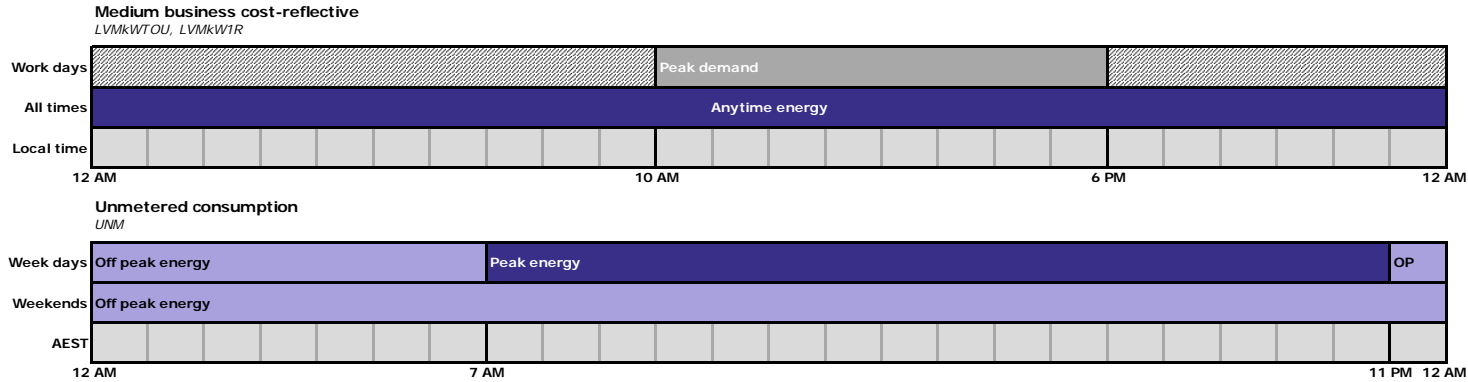 Medium business cost-reflective
LVMkWTOU, LVMkW1R
Work days Peak demand
All times Anytime energy
Local time
12 AM 10 AM 6 PM 12 AM
Unmetered consumption
UNM
Week days Off peak energy Peak energy OP
Weekends Off peak energy
AEST
12 AM 7 AM 11 PM 12 AM